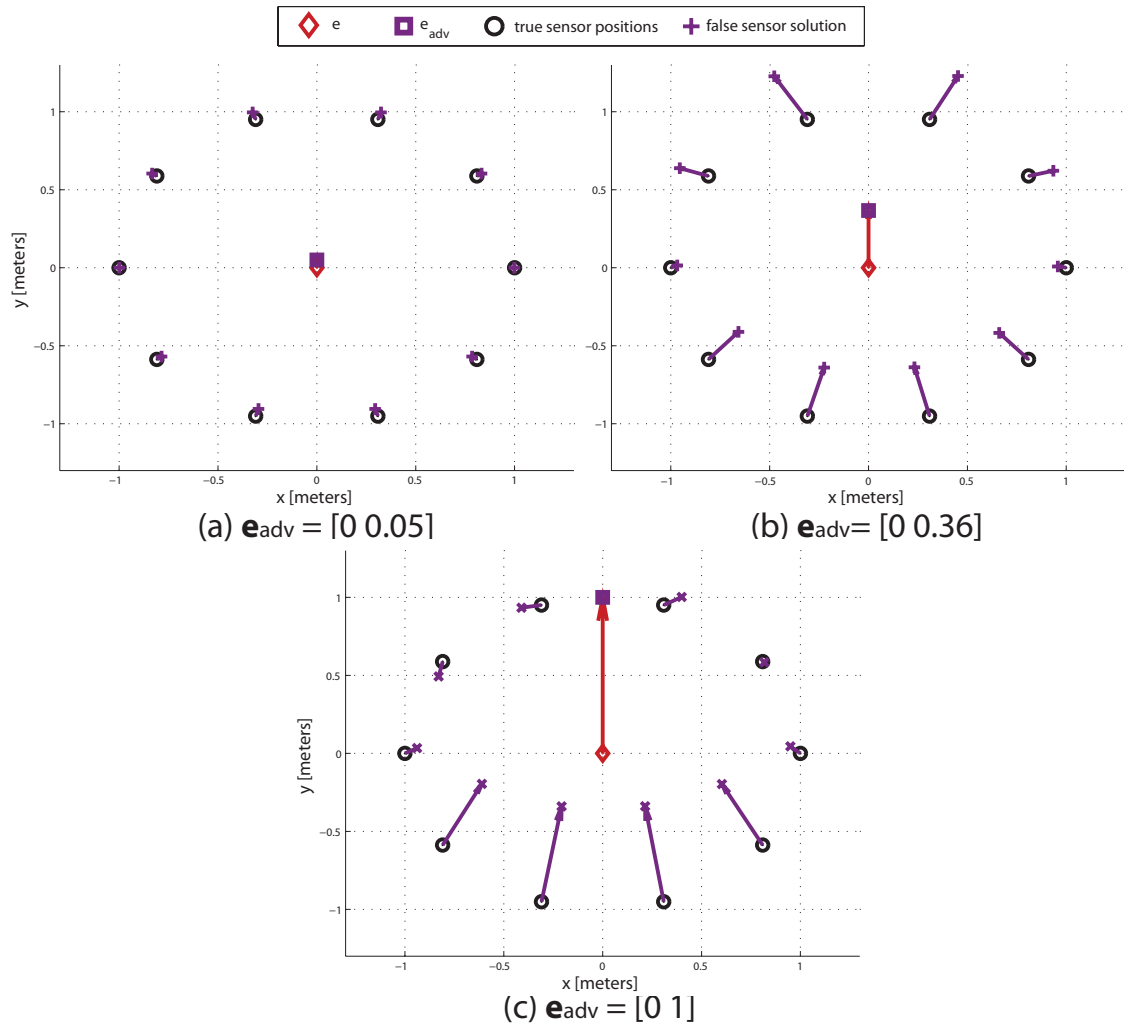 e e_adv true sensor positions false sensor solution
1
0.5
0
−0.5
−1
y [meters]
−1 −0.5 0 0.5 1
x [meters]
(a) eadv = [0 0.05]
1
0.5
0
−0.5
−1
−1 −0.5 0 0.5 1
x [meters]
(b) eadv= [0 0.36]
1
0.5
0
−0.5
−1
y [meters]
−1 −0.5 0 0.5 1
x [meters]
(c) eadv = [0 1]